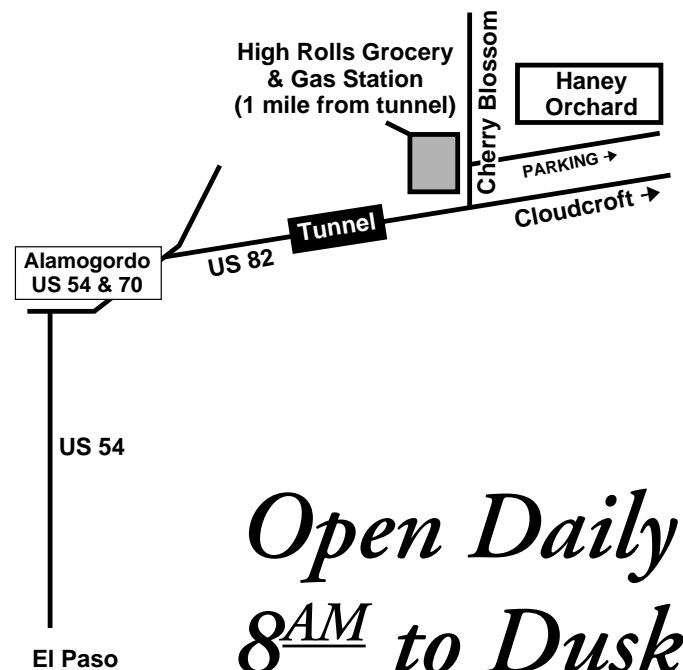 High Rolls Grocery
& Gas Station
(1 mile from tunnel)
Cherry Blossom
Haney
Orchard
PARKING →
Cloudcroft →
Tunnel
US 82
Alamogordo
US 54 & 70
US 54
El Paso
Open Daily
8AM to Dusk